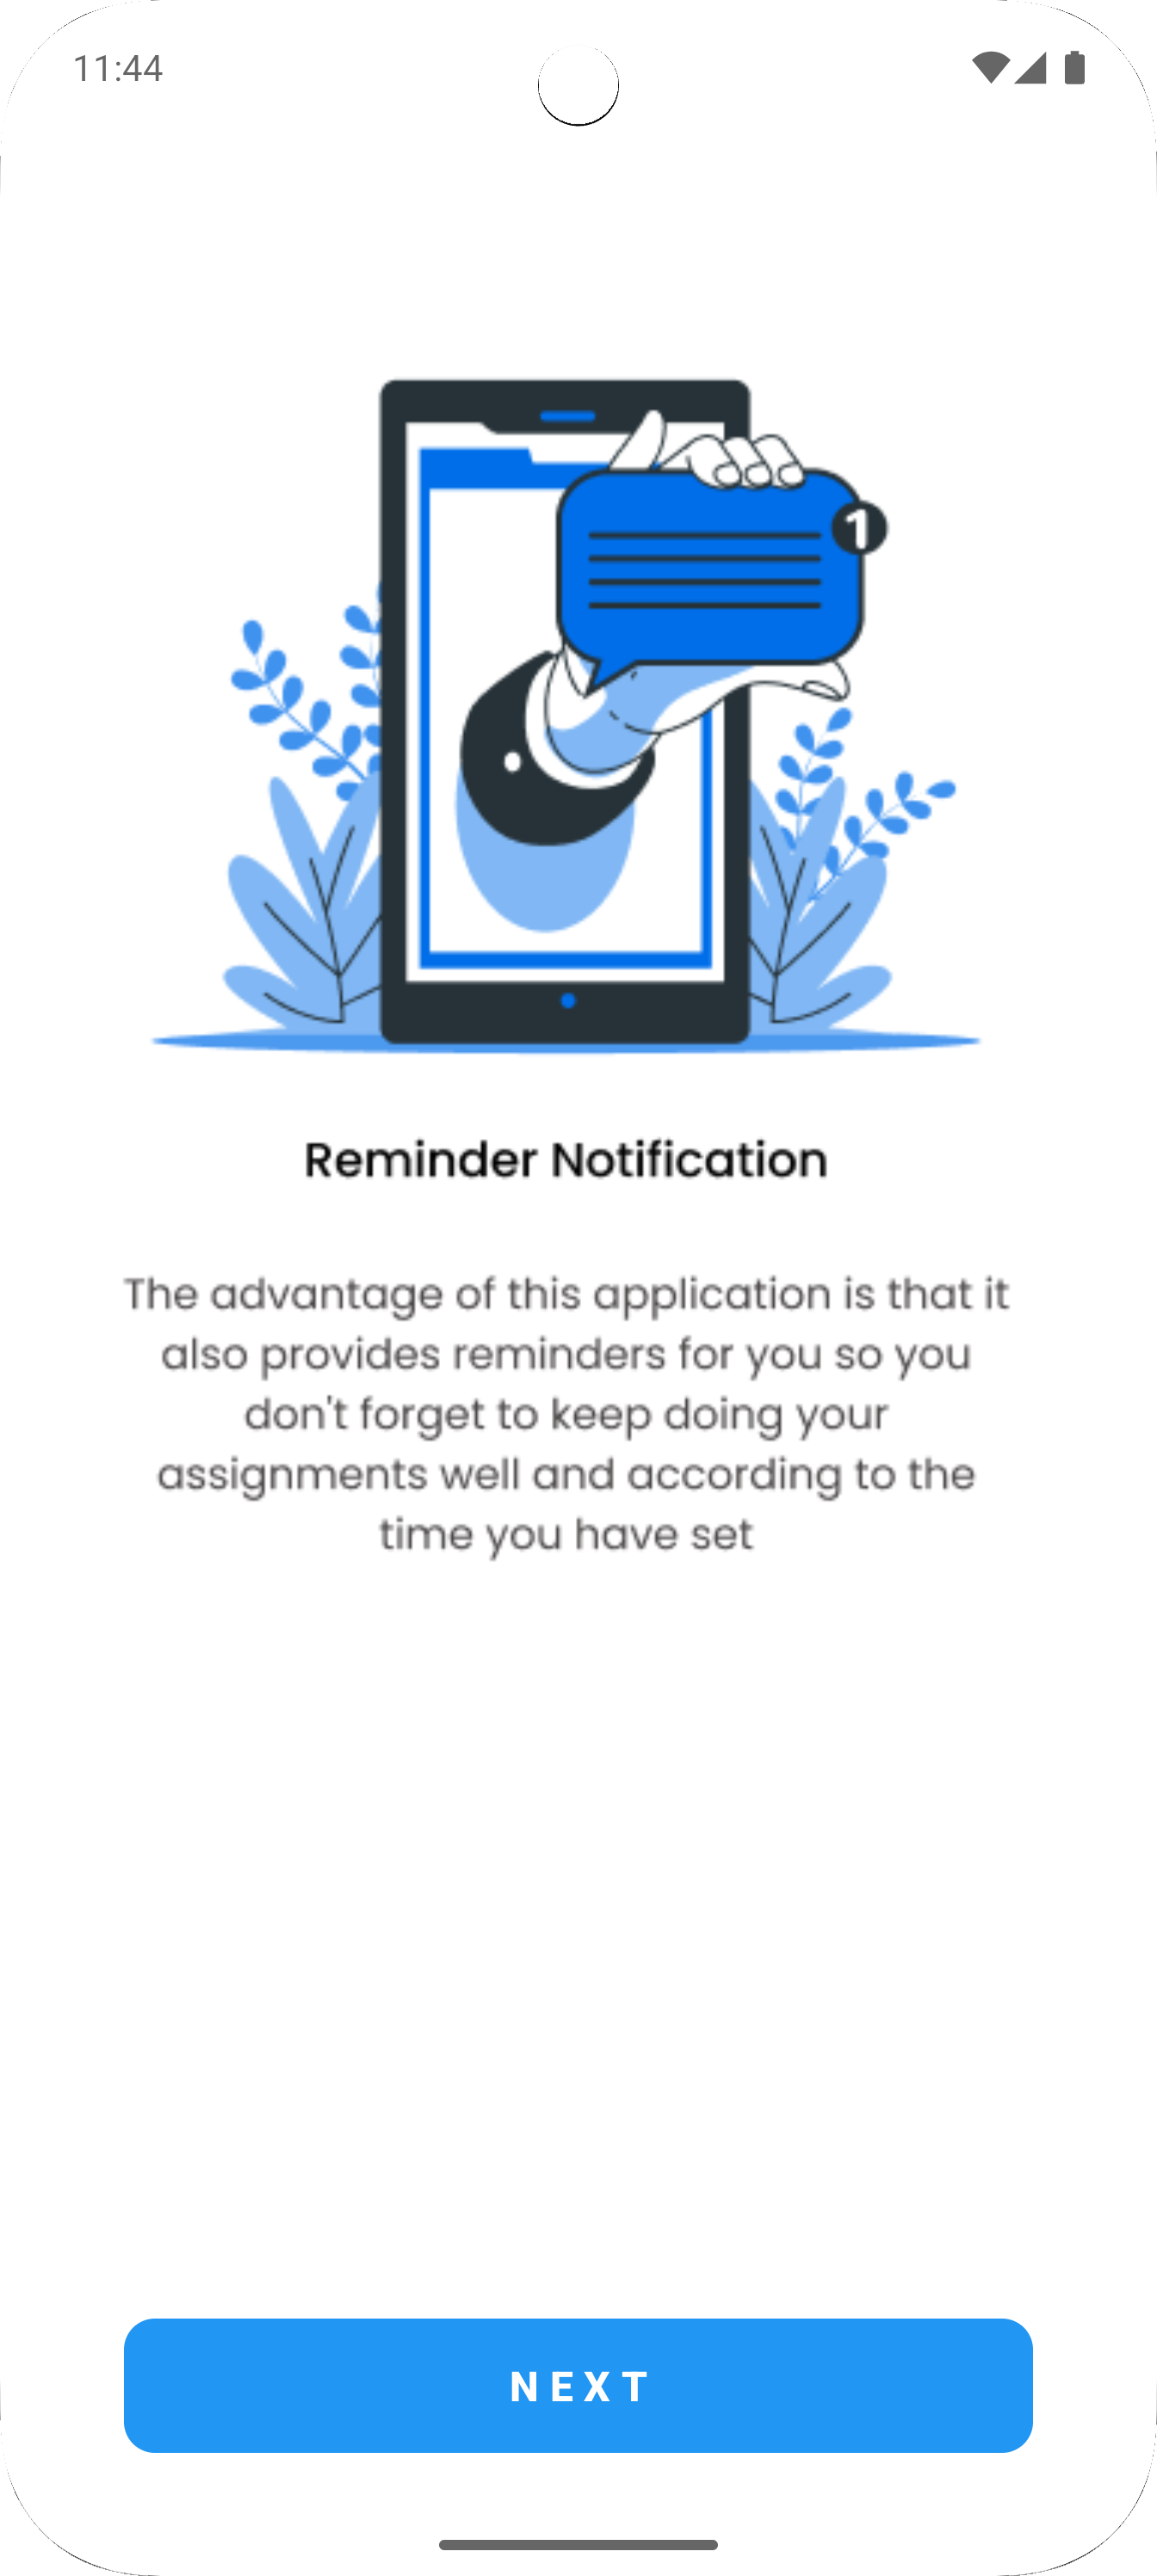 11:44
1
Reminder Notification
The advantage of this application is that it
also provides reminders for you so you
don't forget to keep doing your
assignments well and according to the
time you have set
NEXT